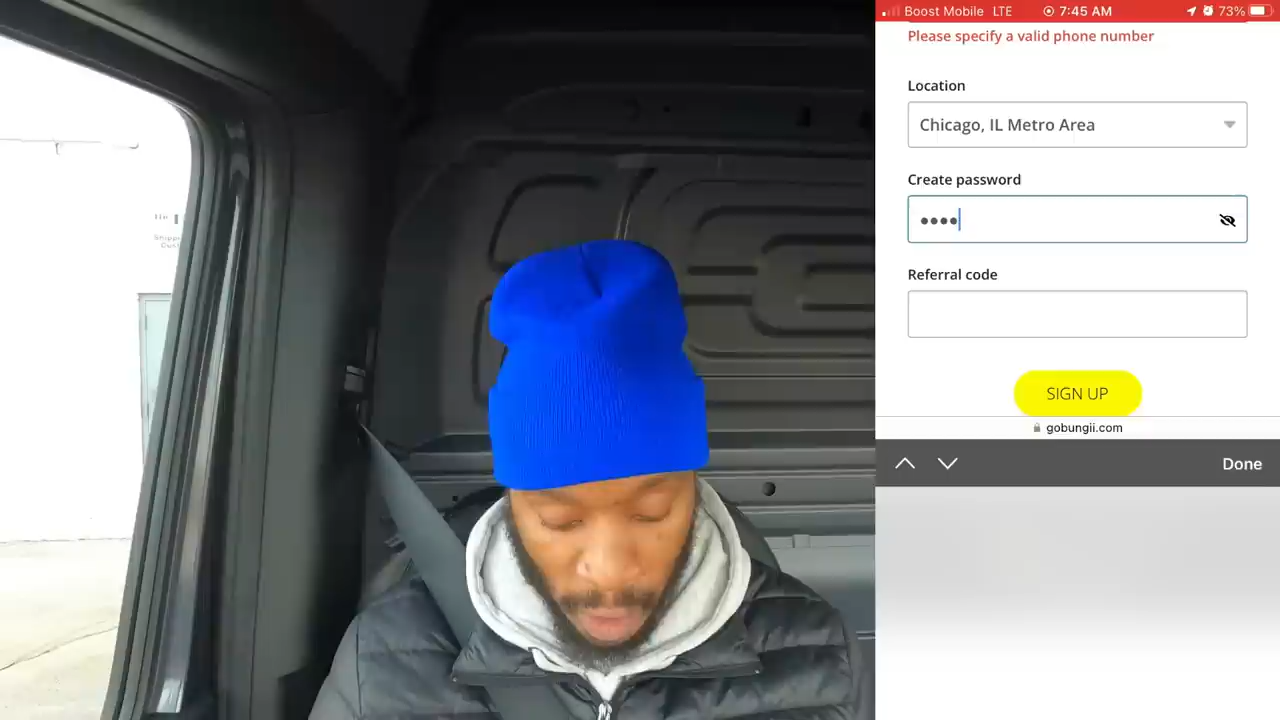 Boost Mobile LTE 7:45 AM 73%
Please specify a valid phone number
Location
Chicago, IL Metro Area
Create password
••••
Referral code
SIGN UP
gobungii.com
Done